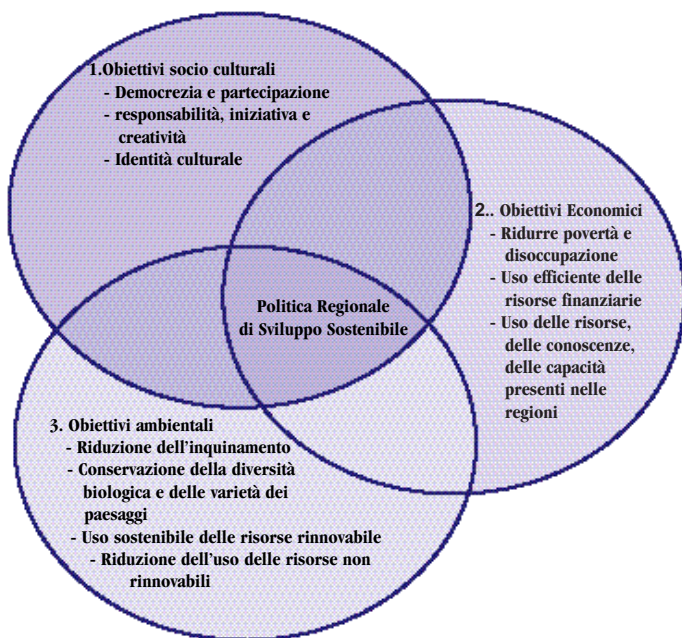 1.Obiettivi socio culturali
- Democrezia e partecipazione
- responsabilità, iniziativa e
creatività
- Identità culturale
2.. Obiettivi Economici
- Ridurre povertà e
disoccupazione
- Uso efficiente delle
risorse finanziarie
- Uso delle risorse,
delle conoscenze,
delle capacità
presenti nelle
regioni
Politica Regionale
di Sviluppo Sostenibile
3. Obiettivi ambientali
- Riduzione dell'inquinamento
- Conservazione della diversità
biologica e delle varietà dei
paesaggi
- Uso sostenibile delle risorse rinnovabile
- Riduzione dell'uso delle risorse non
rinnovabili